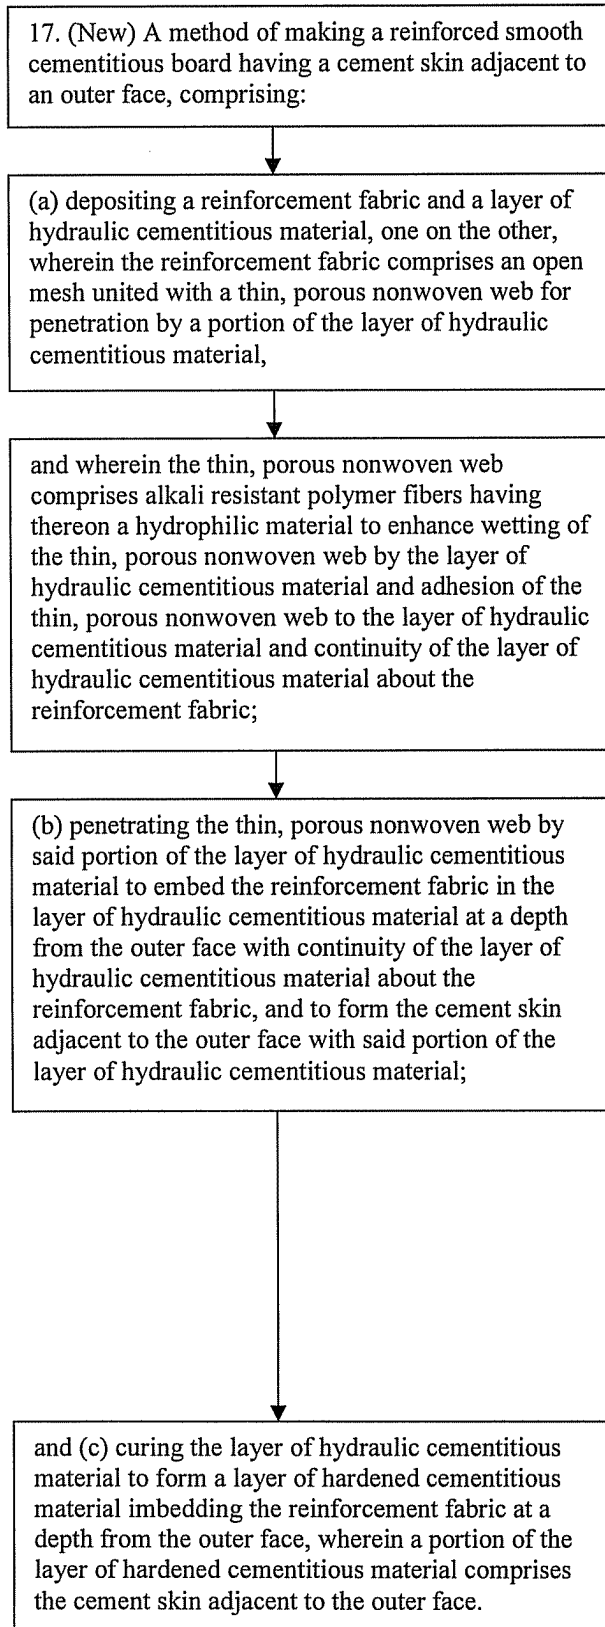 17. (New) A method of making a reinforced smooth
cementitious board having a cement skin adjacent to
an outer face, comprising:
(a) depositing a reinforcement fabric and a layer of
hydraulic cementitious material, one on the other,
wherein the reinforcement fabric comprises an open
mesh united with a thin, porous nonwoven web for
penetration by a portion of the layer of hydraulic
cementitious material,
and wherein the thin, porous nonwoven web
comprises alkali resistant polymer fibers having
thereon a hydrophilic material to enhance wetting of
the thin, porous nonwoven web by the layer of
hydraulic cementitious material and adhesion of the
thin, porous nonwoven web to the layer of hydraulic
cementitious material and continuity of the layer of
hydraulic cementitious material about the
reinforcement fabric;
(b) penetrating the thin, porous nonwoven web by
said portion of the layer of hydraulic cementitious
material to embed the reinforcement fabric in the
layer of hydraulic cementitious material at a depth
from the outer face with continuity of the layer of
hydraulic cementitious material about the
reinforcement fabric, and to form the cement skin
adjacent to the outer face with said portion of the
layer of hydraulic cementitious material;
and (c) curing the layer of hydraulic cementitious
material to form a layer of hardened cementitious
material imbedding the reinforcement fabric at a
depth from the outer face, wherein a portion of the
layer of hardened cementitious material comprises
the cement skin adjacent to the outer face.